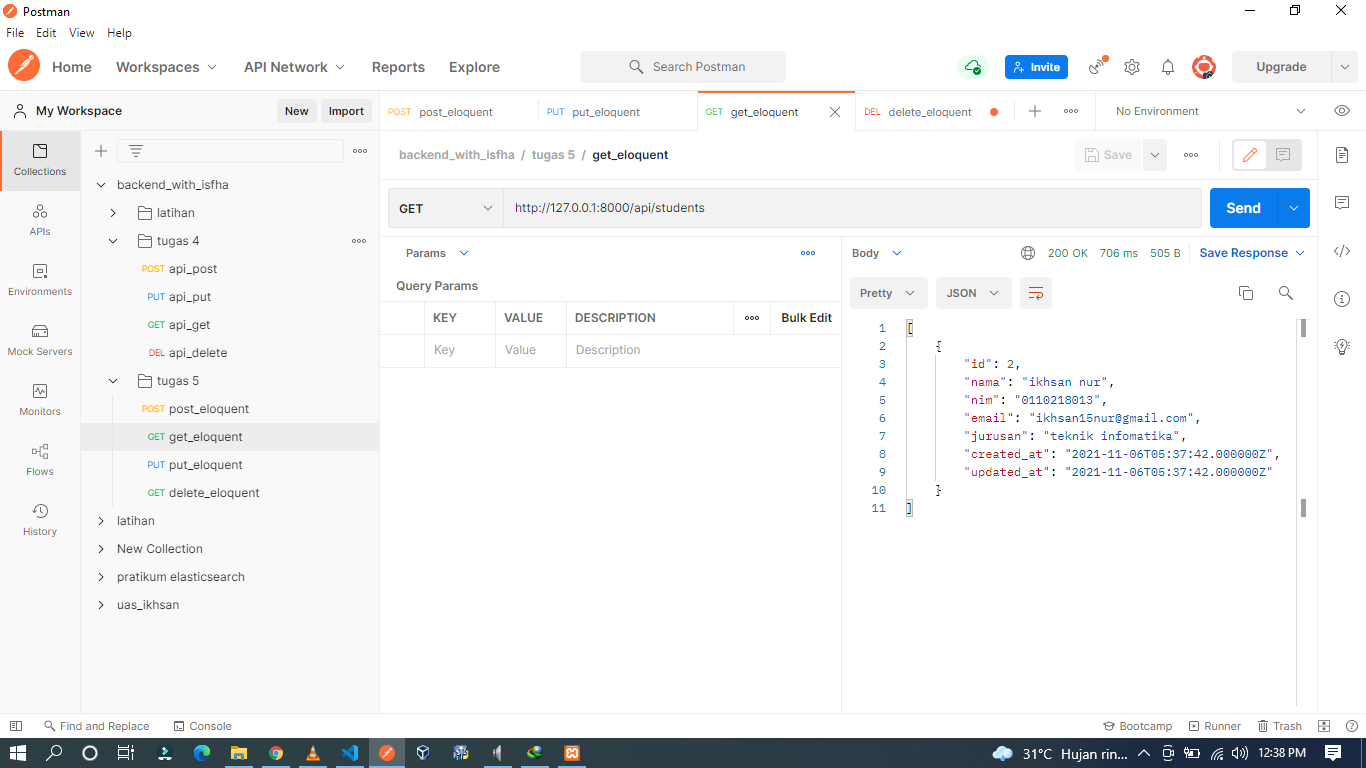 Postman
File Edit View Help
Home Workspaces API Network Reports Explore Search Postman Invite Upgrade
My Workspace New Import
POST post_eloquent PUT put_eloquent GET get_eloquent DEL delete_eloquent No Environment
Collections
APIs
Environments
Mock Servers
Monitors
Flows
History
backend_with_isfha
latihan
tugas 4
POST api_post
PUT api_put
GET api_get
DEL api_delete
tugas 5
POST post_eloquent
GET get_eloquent
PUT put_eloquent
GET delete_eloquent
latihan
New Collection
pratikum elasticsearch
uas_ikhsan
backend_with_isfha / tugas 5 / get_eloquent Save
GET http://127.0.0.1:8000/api/students Send
Params
Query Params
KEY VALUE DESCRIPTION Bulk Edit
Key Value Description
Body 200 OK 706 ms 505 B Save Response
Pretty JSON
1 [
2 {
3 "id": 2,
4 "nama": "ikhsan nur",
5 "nim": "0110218013",
6 "email": "ikhsan15nur@gmail.com",
7 "jurusan": "teknik infomatika",
8 "created_at": "2021-11-06T05:37:42.000000Z",
9 "updated_at": "2021-11-06T05:37:42.000000Z"
10 }
11 ]
Find and Replace Console Bootcamp Runner Trash
31°C Hujan rin... 12:38 PM